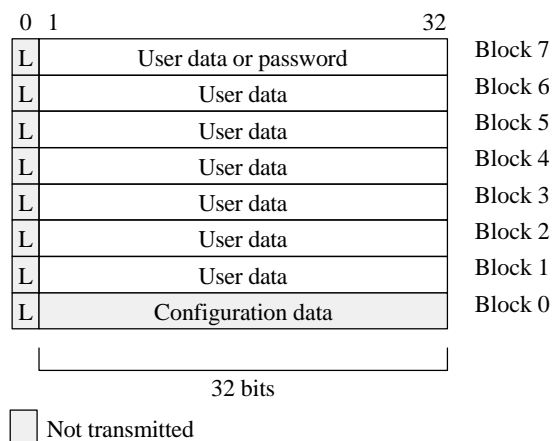 0 1 32
L User data or password Block 7
L User data Block 6
L User data Block 5
L User data Block 4
L User data Block 3
L User data Block 2
L User data Block 1
L Configuration data Block 0
32 bits
Not transmitted